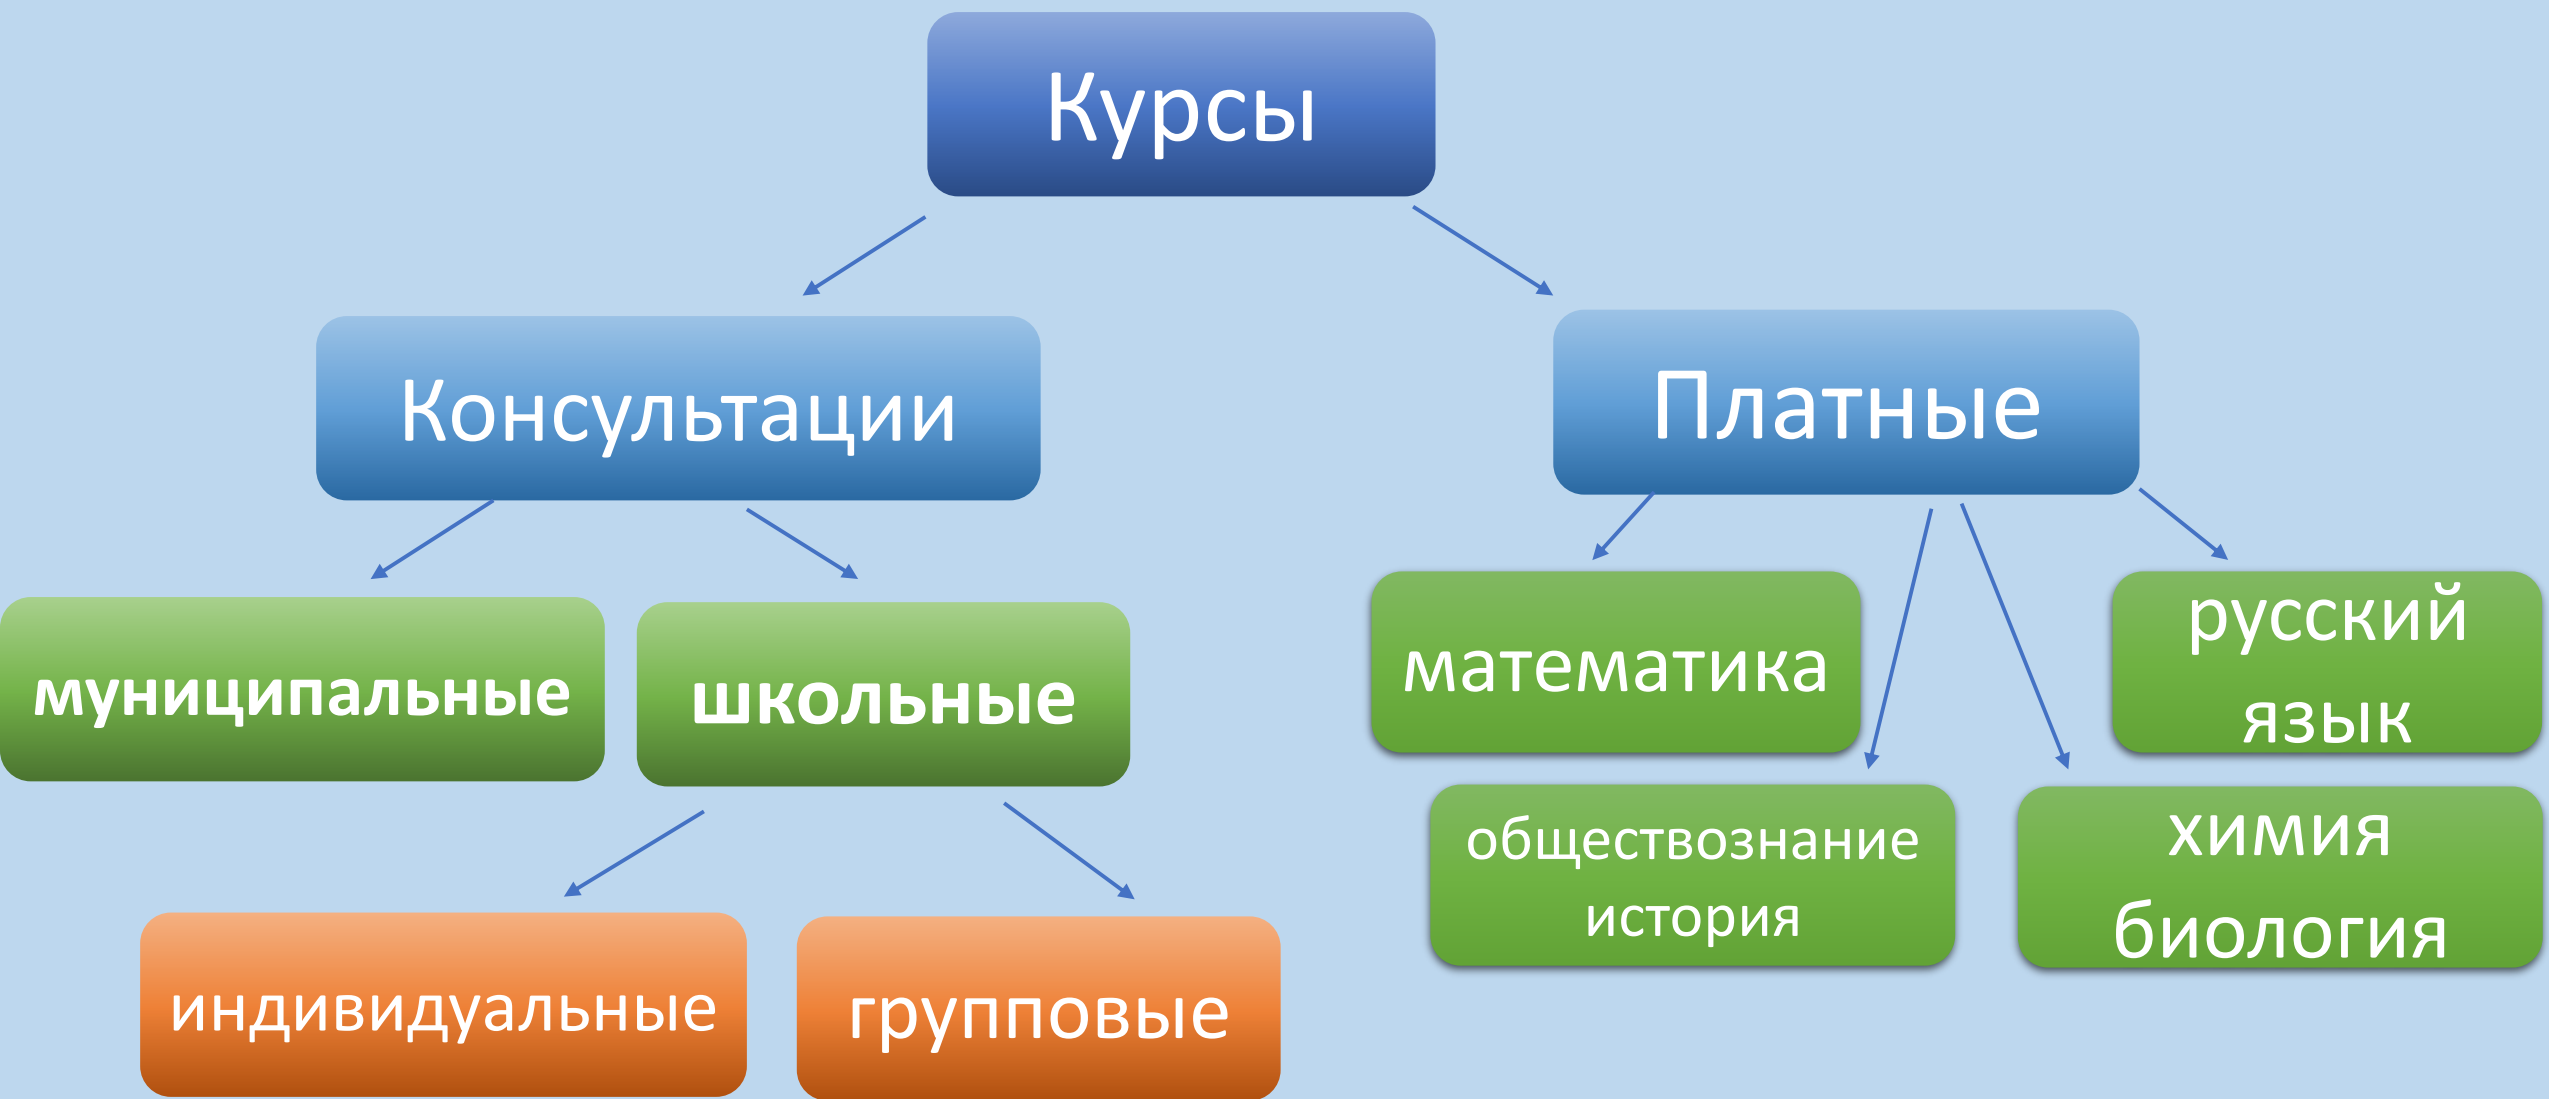 Курсы
Консультации
Платные
муниципальные
школьные
математика
русский
язык
обществознание
история
химия
биология
индивидуальные
групповые